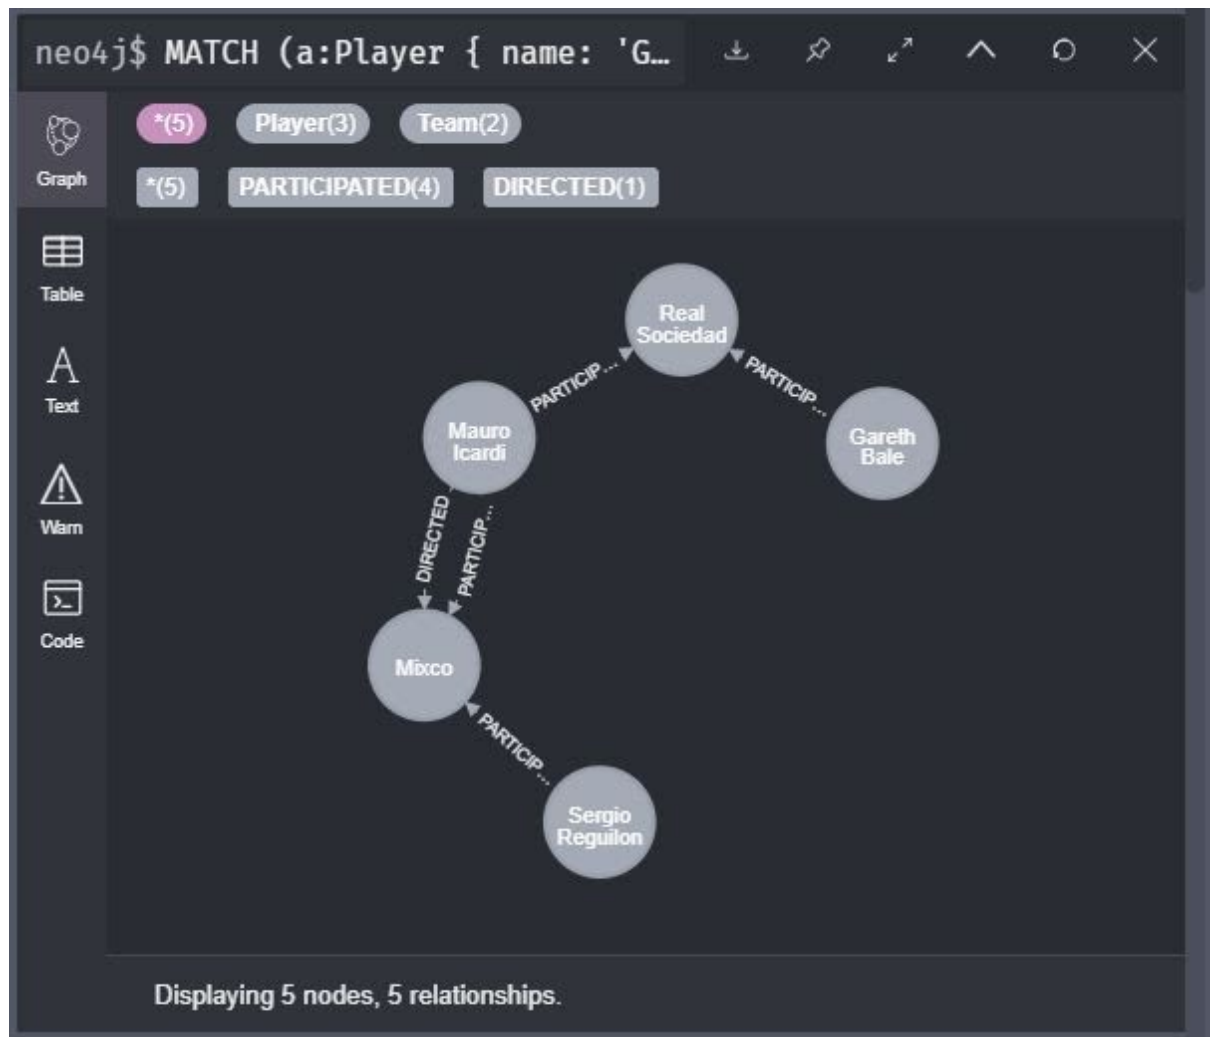 neo4j$ MATCH (a:Player { name: 'G…
*(5) Player(3) Team(2)
*(5) PARTICIPATED(4) DIRECTED(1)
Graph
Table
Text
Warn
Code
Real
Sociedad
PARTICIP…
PARTICIP…
Mauro
Icardi
Gareth
Bale
DIRECTED
PARTICIP…
Mixco
PARTICIP…
Sergio
Reguilon
Displaying 5 nodes, 5 relationships.